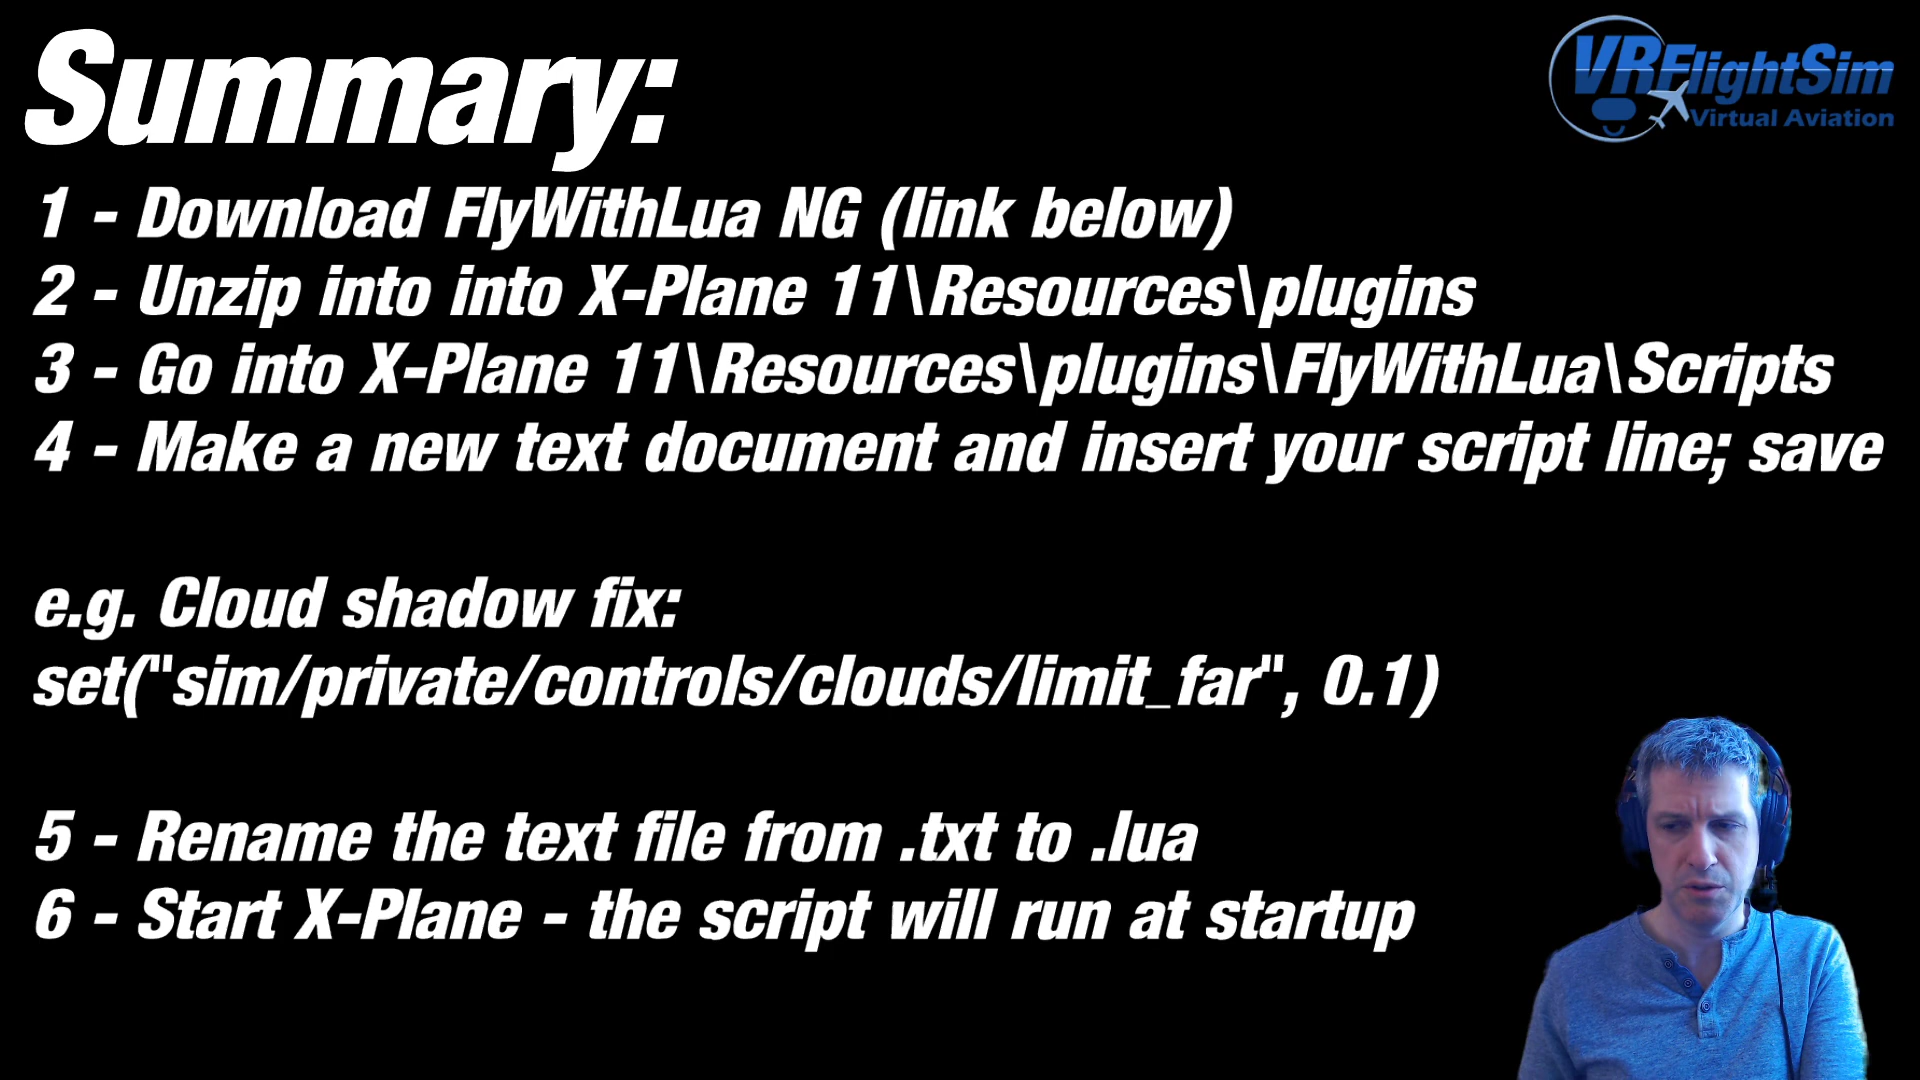 Summary:
VRFlightSim
Virtual Aviation
1 - Download FlyWithLua NG (link below)
2 - Unzip into into X-Plane 11\Resources\plugins
3 - Go into X-Plane 11\Resources\plugins\FlyWithLua\Scripts
4 - Make a new text document and insert your script line; save
e.g. Cloud shadow fix:
set("sim/private/controls/clouds/limit_far", 0.1)
5 - Rename the text file from .txt to .lua
6 - Start X-Plane - the script will run at startup